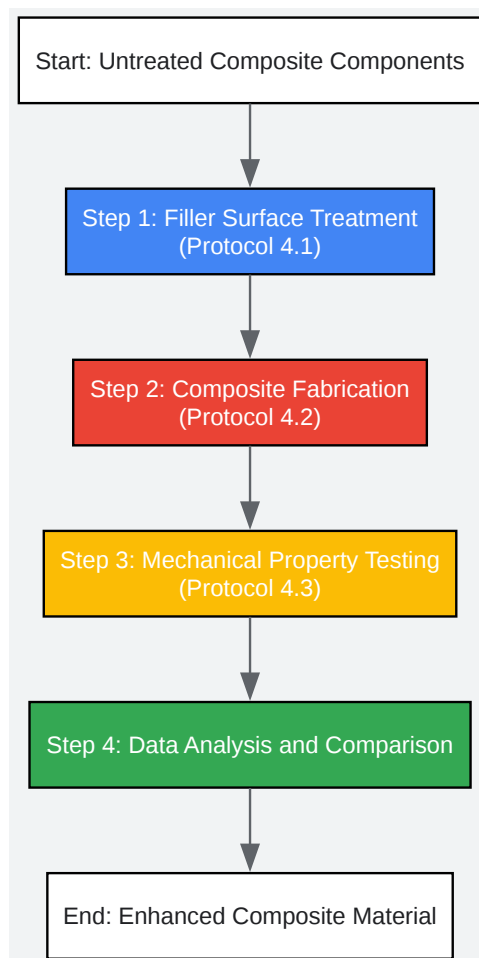 Start: Untreated Composite Components
Step 1: Filler Surface Treatment
(Protocol 4.1)
Step 2: Composite Fabrication
(Protocol 4.2)
Step 3: Mechanical Property Testing
(Protocol 4.3)
Step 4: Data Analysis and Comparison
End: Enhanced Composite Material